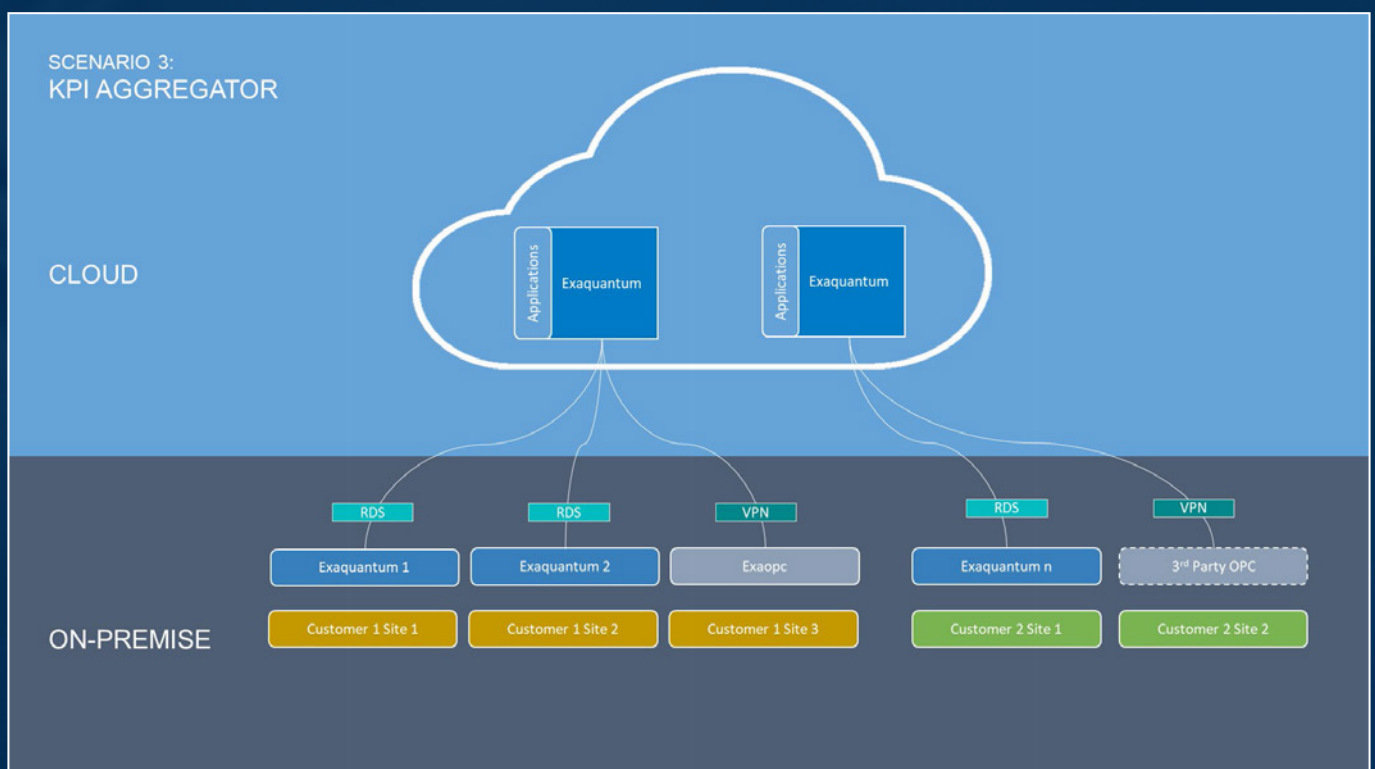 SCENARIO 3:
KPI AGGREGATOR
CLOUD
Applications
Exaquantum
Applications
Exaquantum
RDS
RDS
VPN
RDS
VPN
Exaquantum 1
Exaquantum 2
Exaopc
Exaquantum n
3rd Party OPC
ON-PREMISE
Customer 1 Site 1
Customer 1 Site 2
Customer 1 Site 3
Customer 2 Site 1
Customer 2 Site 2